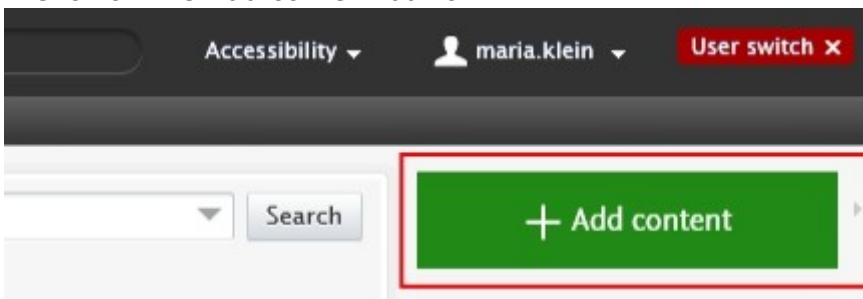 Accessibility
maria.klein
User switch ×
Search
+ Add content